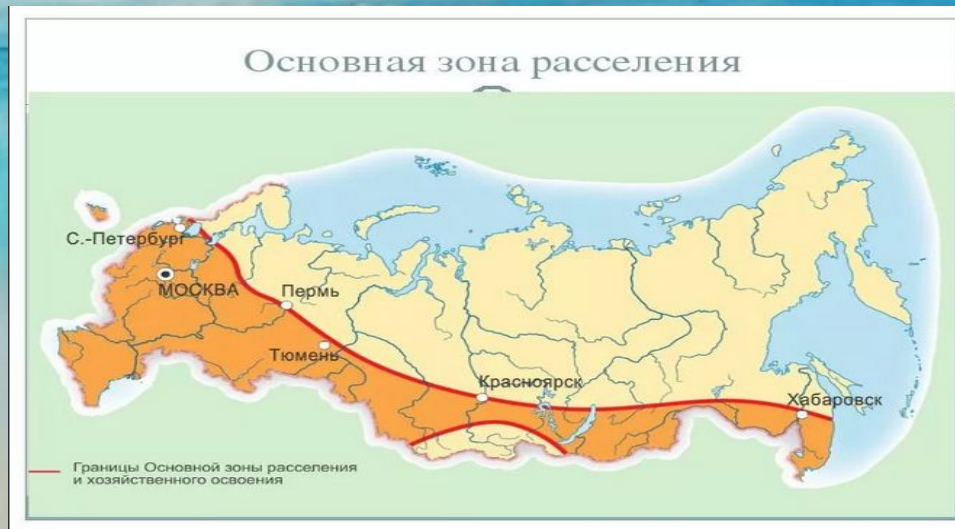 Основная зона расселения
С.-Петербург
МОСКВА
Пермь
Тюмень
Красноярск
Хабаровск
Границы Основной зоны расселения
и хозяйственного освоения